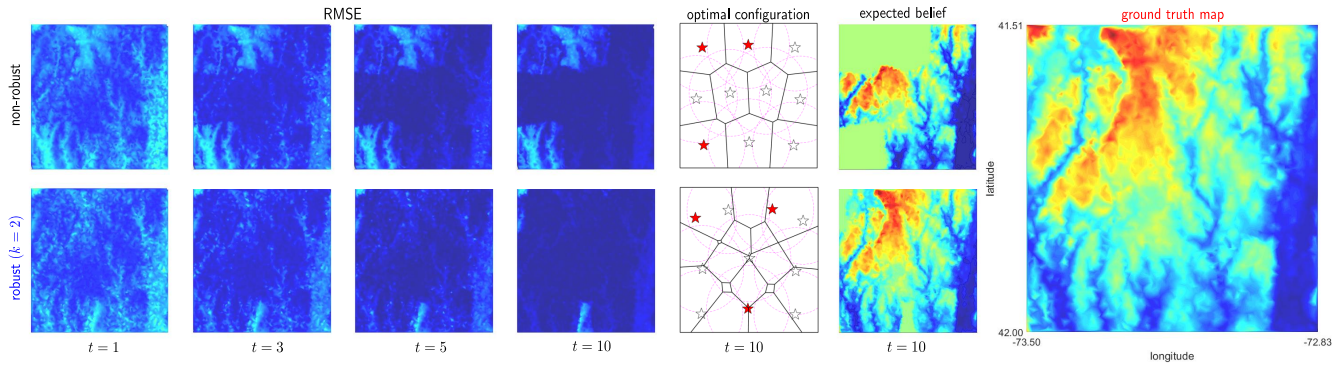 RMSE
optimal configuration
expected belief
ground truth map
non-robust
robust (k = 2)
t = 1
t = 3
t = 5
t = 10
t = 10
t = 10
41.51
latitude
42.00
-73.50
-72.83
longitude